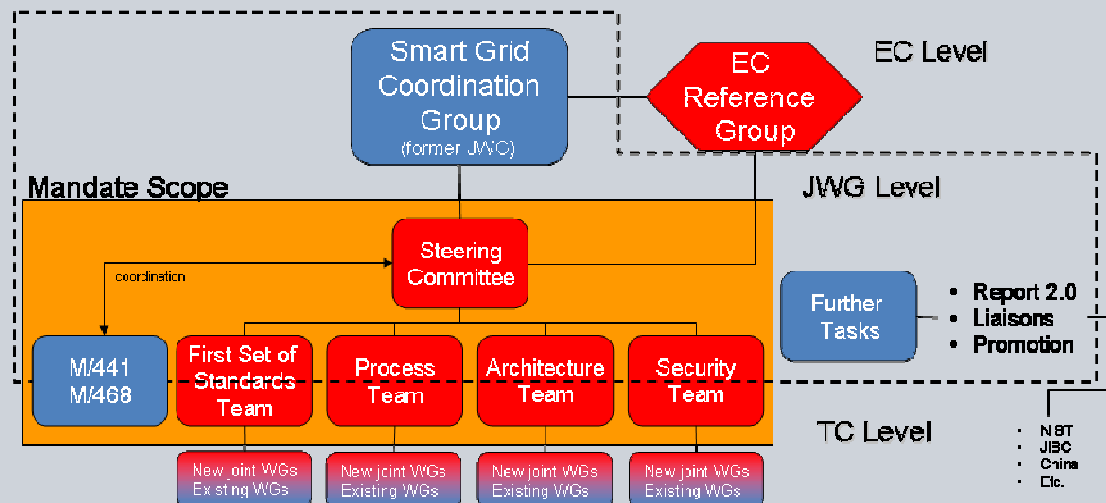 Smart Grid
Coordination
Group
(former JWG)
EC
Reference
Group
EC Level
Mandate Scope
JWG Level
Steering
Committee
coordination
Further
Tasks
• Report 2.0
• Liaisons
• Promotion
M/441
M/468
First Set of
Standards
Team
Process
Team
Architecture
Team
Security
Team
TC Level
New joint WGs
Existing WGs
New joint WGs
Existing WGs
New joint WGs
Existing WGs
New joint WGs
Existing WGs
• NIST
• JISC
• China
• Etc.